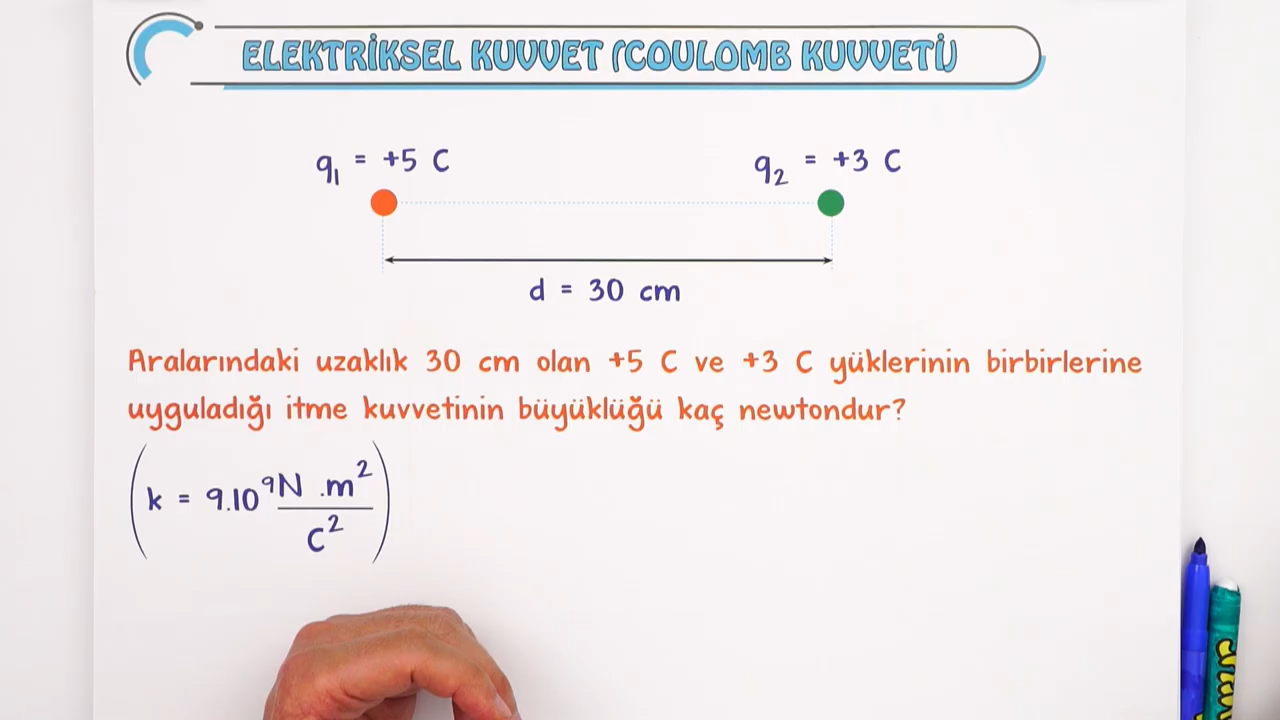 ELEKTRİKSEL KUVVET (COULOMB KUVVETİ)
q₁ = +5 C
q₂ = +3 C
d = 30 cm
Aralarındaki uzaklık 30 cm olan +5 C ve +3 C yüklerinin birbirlerine
uyguladığı itme kuvvetinin büyüklüğü kaç newtondur?
(k = 9.10⁹ N .m² / C²)